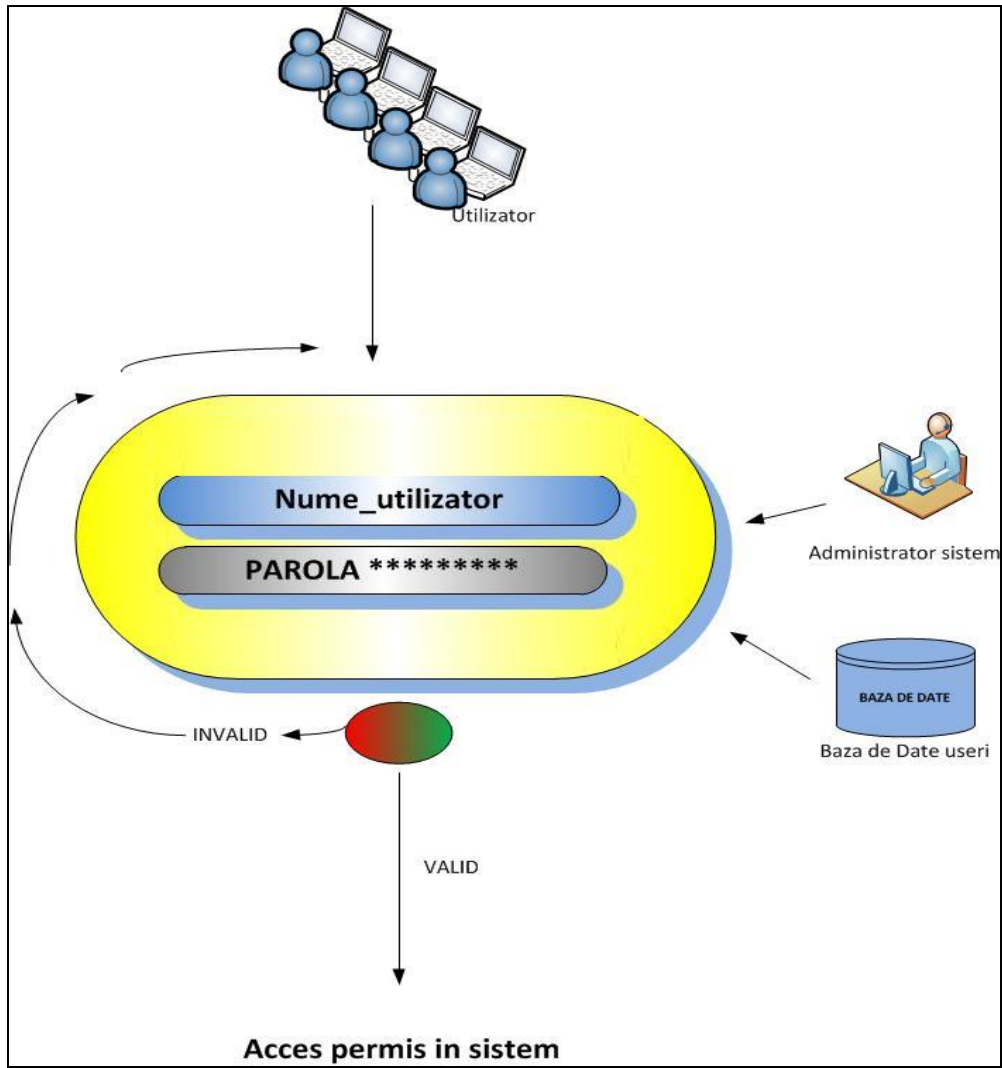 Utilizator
Nume_utilizator
PAROLA *********
Administrator sistem
BAZA DE DATE
Baza de Date useri
INVALID
VALID
Acces permis in sistem